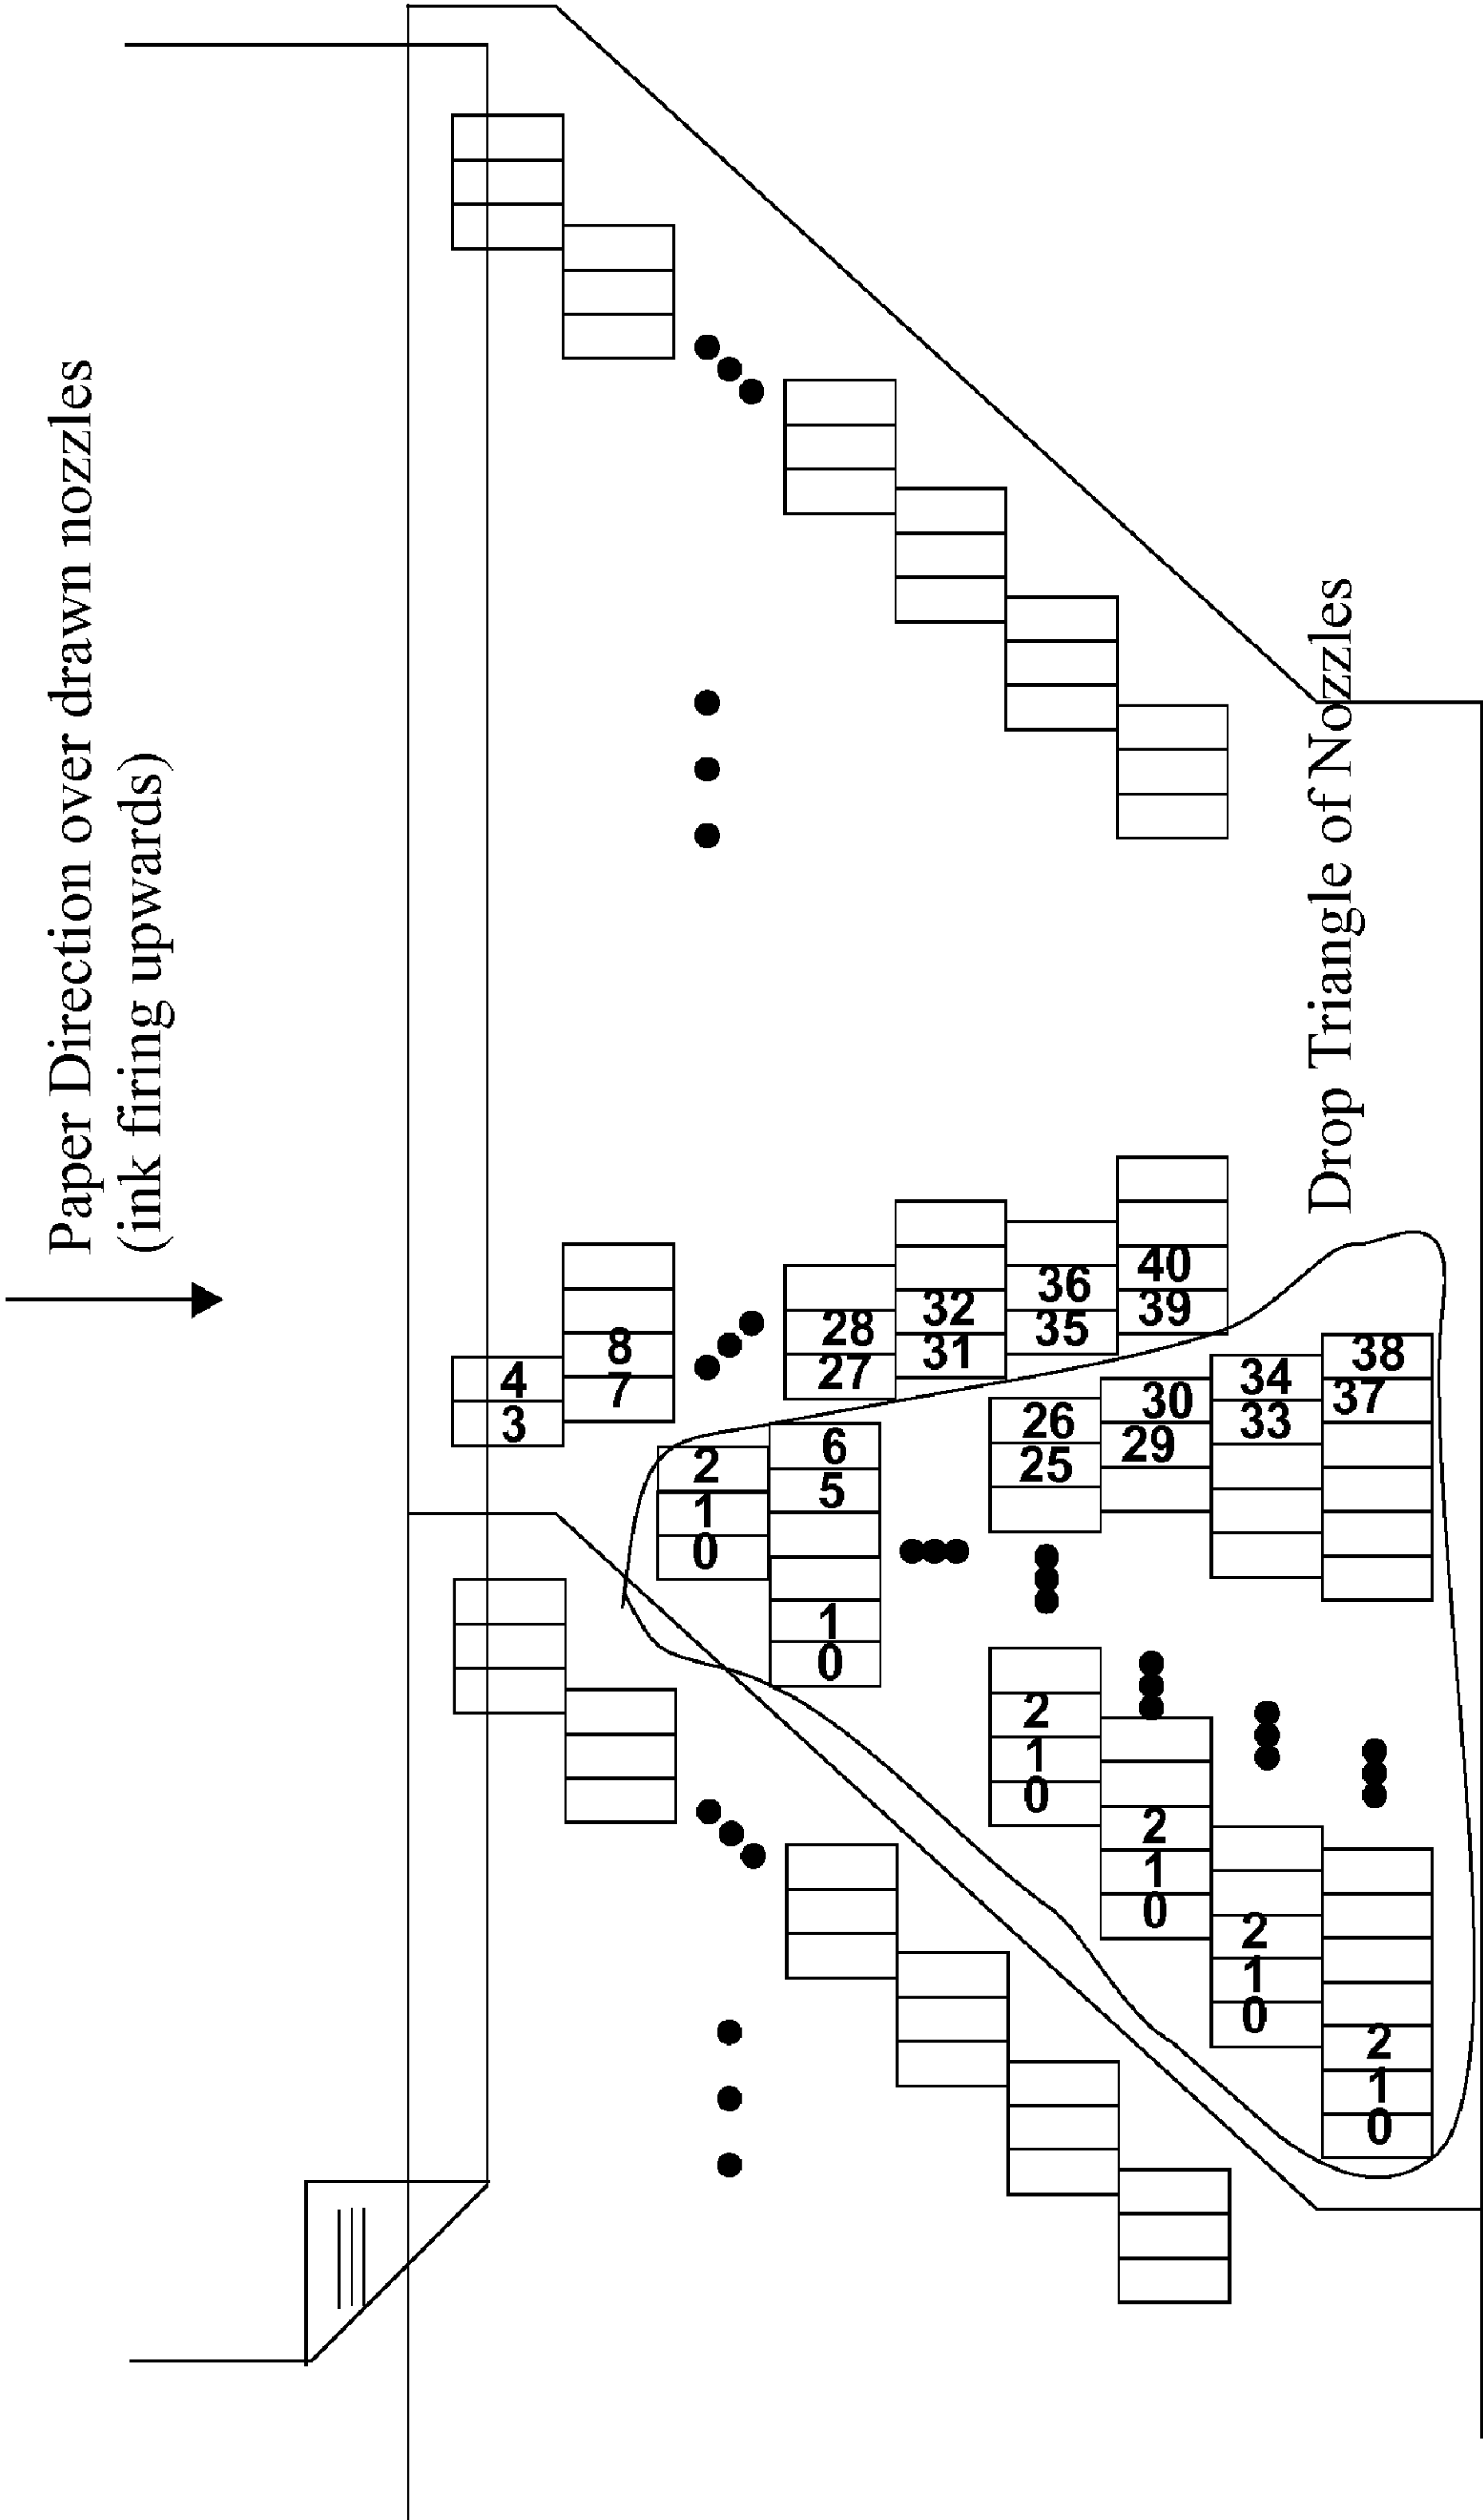 Paper Direction over drawn nozzles
(ink firing upwards)
3 4
7 8
0 1 2
0 1 5 6
27 28
31 32
35 36
39 40
0 1 2 25 26
0 1 2 29 30
0 1 2 33 34
0 1 2 37 38
Drop Triangle of Nozzles